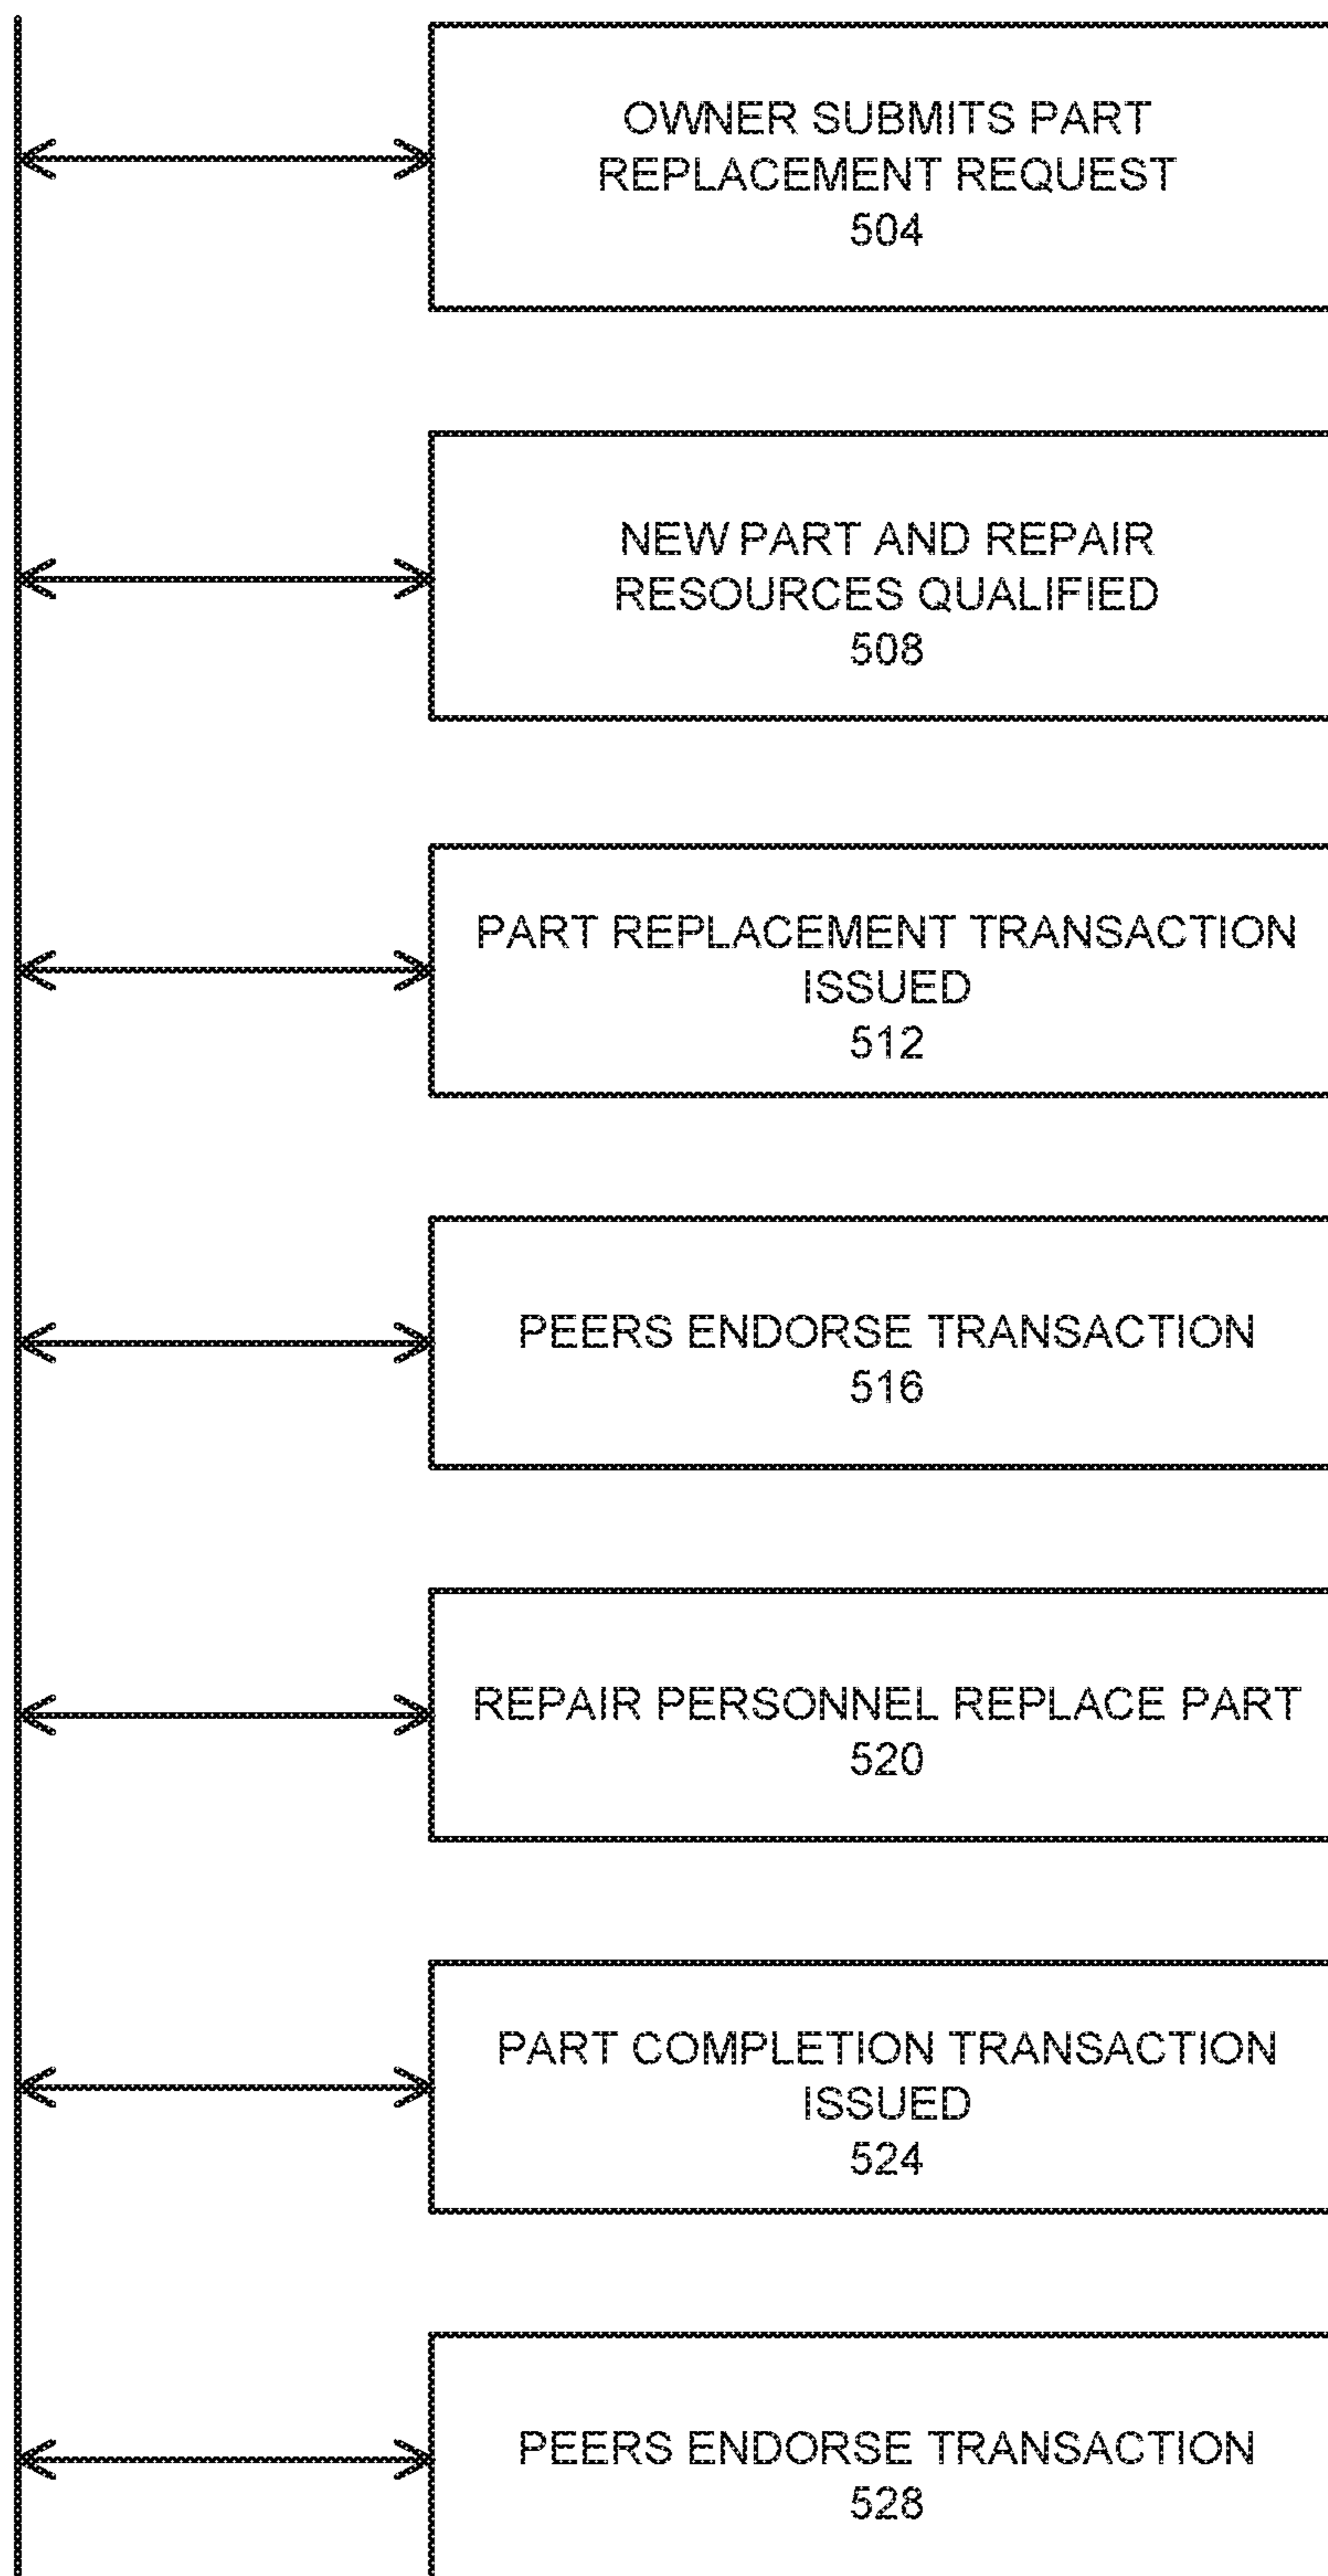 OWNER SUBMITS PART
REPLACEMENT REQUEST
504
NEW PART AND REPAIR
RESOURCES QUALIFIED
508
PART REPLACEMENT TRANSACTION
ISSUED
512
PEERS ENDORSE TRANSACTION
516
REPAIR PERSONNEL REPLACE PART
520
PART COMPLETION TRANSACTION
ISSUED
524
PEERS ENDORSE TRANSACTION
528